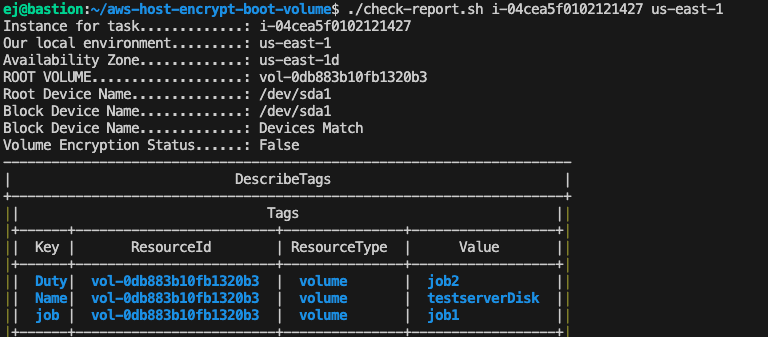 ej@bastion:~/aws-host-encrypt-boot-volume$ ./check-report.sh i-04cea5f0102121427 us-east-1
Instance for task.............: i-04cea5f0102121427
Our local environment.........: us-east-1
Availability Zone.............: us-east-1d
ROOT VOLUME...................: vol-0db883b10fb1320b3
Root Device Name..............: /dev/sda1
Block Device Name.............: /dev/sda1
Block Device Name.............: Devices Match
Volume Encryption Status......: False
DescribeTags
Tags
Key | ResourceId | ResourceType | Value
Duty| vol-0db883b10fb1320b3 | volume | job2
Name| vol-0db883b10fb1320b3 | volume | testserverDisk
job | vol-0db883b10fb1320b3 | volume | job1